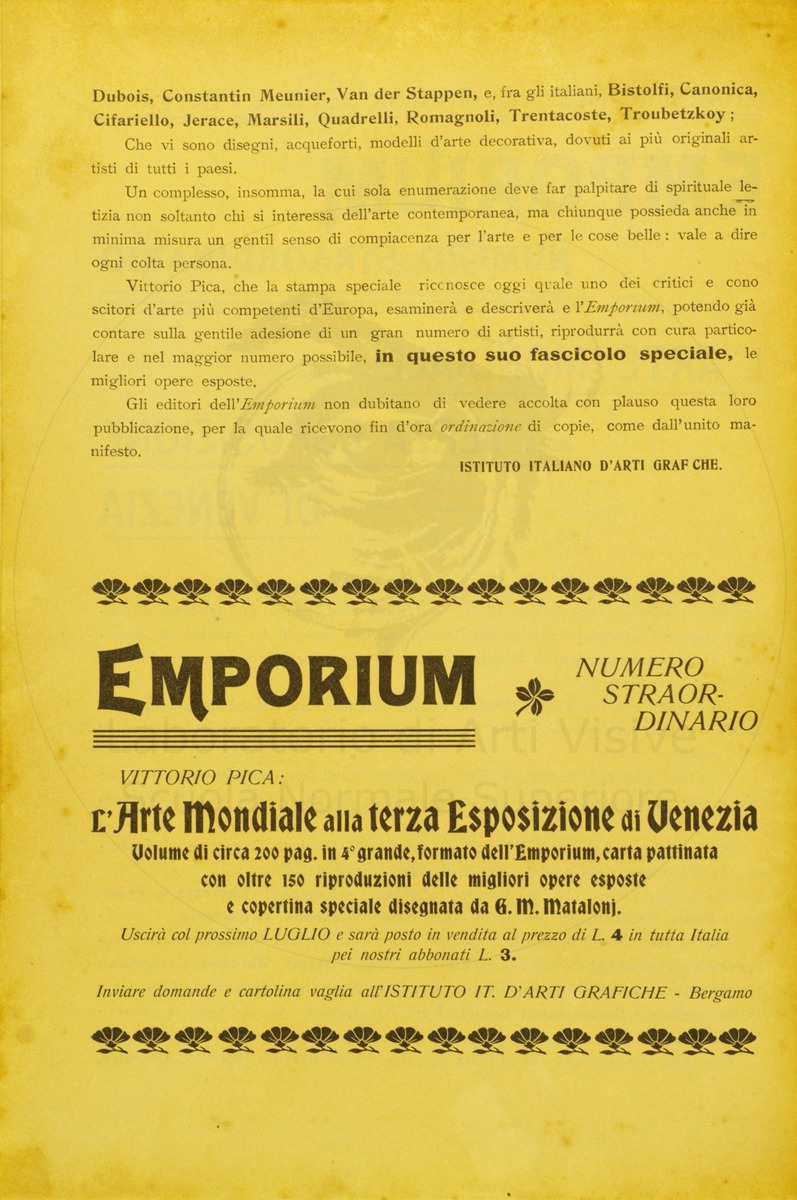 Dubois, Constantin Meunier, Van der Stappen, e, fra gli italiani, Bistolfi, Canonica,
Cifariello, Jerace, Marsili, Quadrelli, Romagnoli, Trentacoste, Troubetzkoy ;
Che vi sono disegni, acqueforti, modelli d'arte decorativa, dovuti ai più originali ar-
tisti di tutti i paesi.
Un complesso, insomma, la cui sola enumerazione deve far palpitare di spirituale le-
tizia non soltanto chi si interessa dell'arte contemporanea, ma chiunque possieda anche in
minima misura un gentil senso di compiacenza per l'arte e per le cose belle : vale a dire
ogni colta persona.
Vittorio Pica, che la stampa speciale riconosce oggi quale uno dei critici e cono
scitori d'arte più competenti d'Europa, esaminerà e descriverà e l'Emporium, potendo già
contare sulla gentile adesione di un gran numero di artisti, riprodurrà con cura partico-
lare e nel maggior numero possibile, in questo suo fascicolo speciale, le
migliori opere esposte.
Gli editori dell'Emporium non dubitano di vedere accolta con plauso questa loro
pubblicazione, per la quale ricevono fin d'ora ordinazione di copie, come dall'unito ma-
nifesto.
ISTITUTO ITALIANO D'ARTI GRAF CHE.
EMPORIUM
NUMERO
STRAOR-
DINARIO
VITTORIO PICA:
L'Arte Mondiale alla terza Esposizione di Venezia
Volume di circa 200 pag. in 4° grande, formato dell'Emporium, carta pattinata
con oltre 150 riproduzioni delle migliori opere esposte
e copertina speciale disegnata da G. M. Mataloni.
Uscirà col prossimo LUGLIO e sarà posto in vendita al prezzo di L. 4 in tutta Italia
pei nostri abbonati L. 3.
Inviare domande e cartolina vaglia all'ISTITUTO IT. D'ARTI GRAFICHE - Bergamo